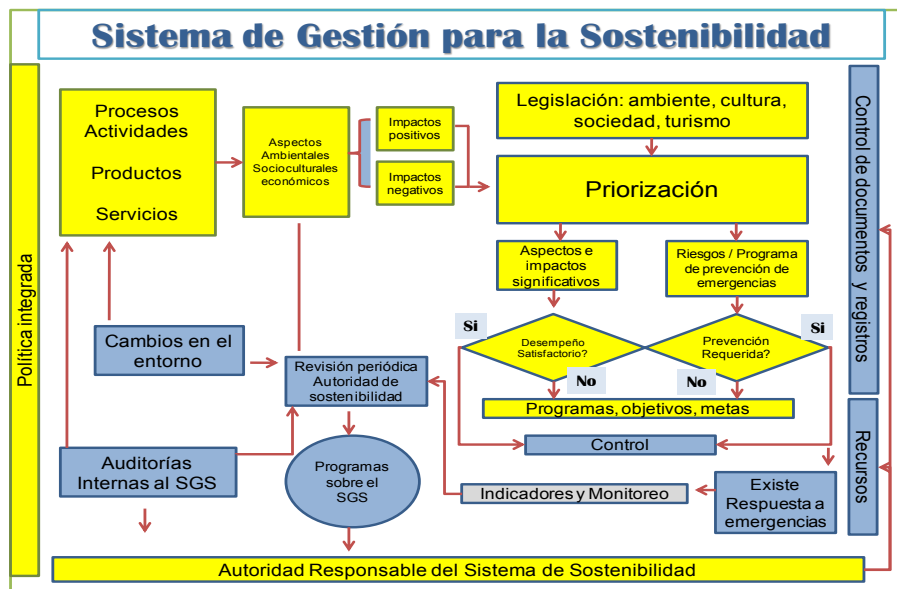 Sistema de Gestión para la Sostenibilidad
Política integrada
Procesos
Actividades
Productos
Servicios
Aspectos
Ambientales
Socioculturales
económicos
Impactos
positivos
Impactos
negativos
Legislación: ambiente, cultura,
sociedad, turismo
Priorización
Aspectos e
impactos
significativos
Riesgos / Programa
de prevención de
emergencias
Si
Desempeño
Satisfactorio?
Prevención
Requerida?
Si
No
No
Programas, objetivos, metas
Control
Cambios en el
entorno
Revisión periódica
Autoridad de
sostenibilidad
Auditorías
Internas al SGS
Programas
sobre el
SGS
Indicadores y Monitoreo
Existe
Respuesta a
emergencias
Autoridad Responsable del Sistema de Sostenibilidad
Control de documentos y registros
Recursos